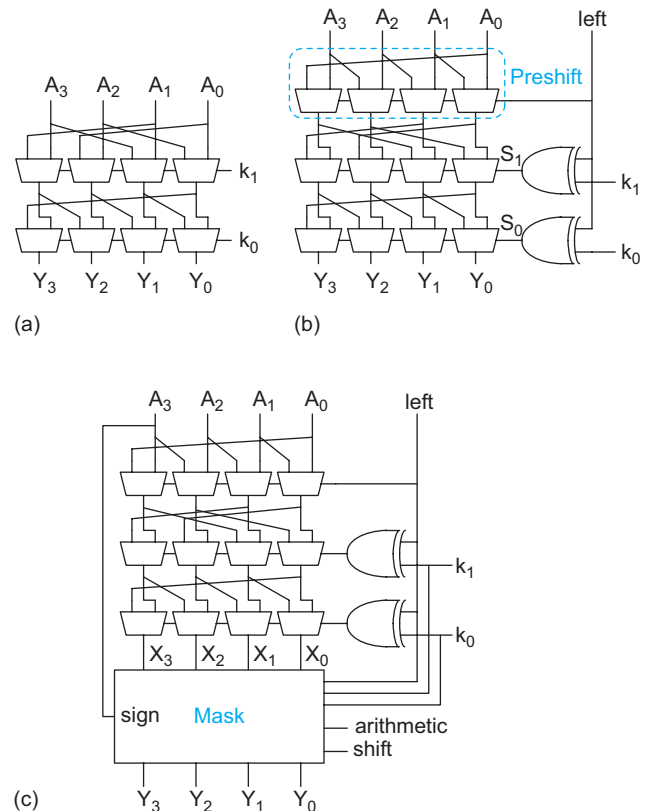 A3 A2 A1 A0
k1
k0
Y3 Y2 Y1 Y0
(a)
A3 A2 A1 A0 left
Preshift
S1
k1
S0
k0
Y3 Y2 Y1 Y0
(b)
A3 A2 A1 A0 left
k1
k0
X3 X2 X1 X0
sign Mask
arithmetic
shift
Y3 Y2 Y1 Y0
(c)